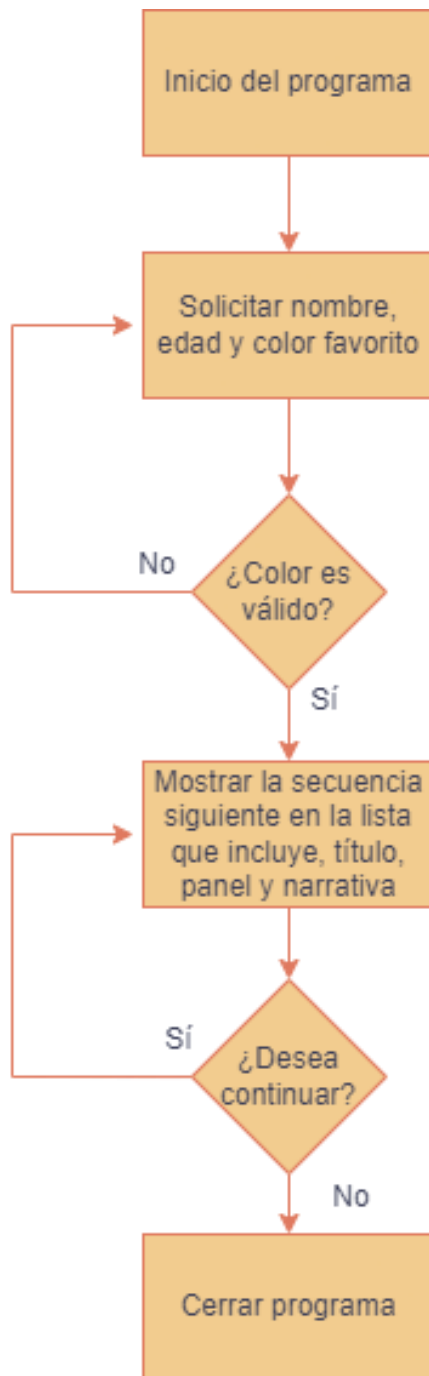 Inicio del programa
Solicitar nombre,
edad y color favorito
No
¿Color es
válido?
Sí
Mostrar la secuencia
siguiente en la lista
que incluye, título,
panel y narrativa
Sí
¿Desea
continuar?
No
Cerrar programa